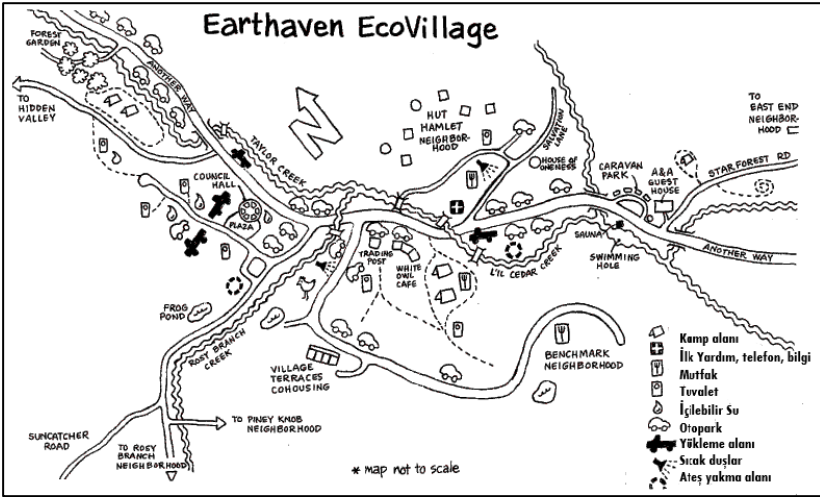 Earthaven EcoVillage
FOREST
GARDEN
ANOTHER WAY
TO
HIDDEN
VALLEY
TAYLOR CREEK
N
HUT
HAMLET
NEIGHBOR-
HOOD
SALVATION
LANE
HOUSE OF
ONENESS
TO
EAST END
NEIGHBOR-
HOOD
CARAVAN
PARK
A&A
GUEST
HOUSE
STAR FOREST RD
COUNCIL
HALL
PLAZA
TRADING
POST
WHITE
OWL
CAFE
L'IL CEDAR CREEK
SAUNA
SWIMMING
HOLE
ANOTHER WAY
FROG
POND
ROSY BRANCH
CREEK
VILLAGE
TERRACES
COHOUSING
BENCHMARK
NEIGHBORHOOD
SUNCATCHER
ROAD
TO PINEY KNOB
NEIGHBORHOOD
TO ROSY
BRANCH
NEIGHBORHOOD
* map not to scale
Kamp alanı
İlk Yardım, telefon, bilgi
Mutfak
Tuvalet
İçilebilir Su
Otopark
Yükleme alanı
Sıcak duşlar
Ateş yakma alanı